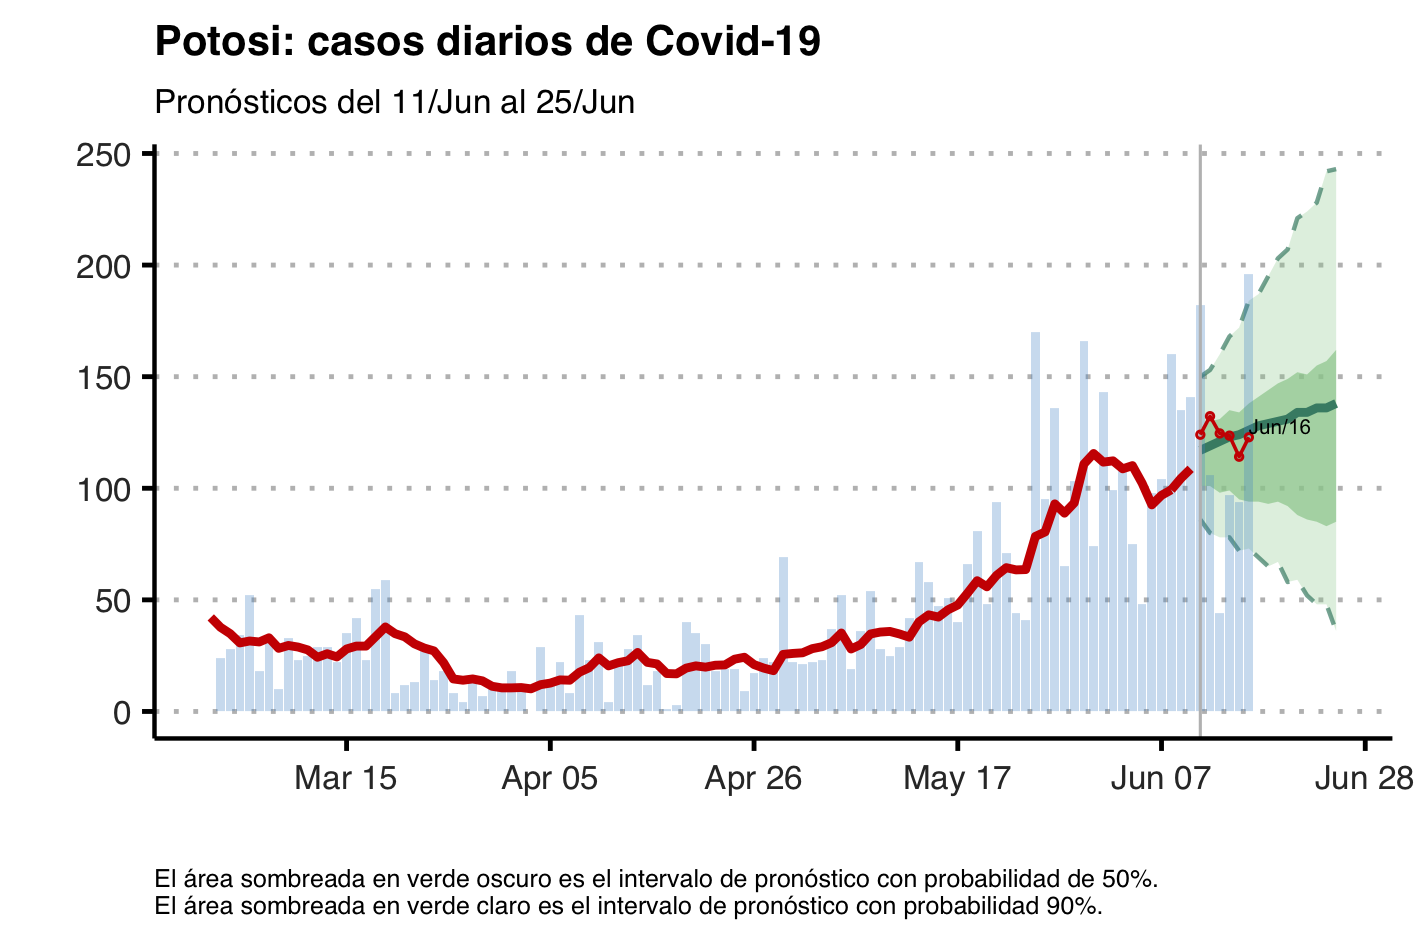 Potosi: casos diarios de Covid-19
Pronósticos del 11/Jun al 25/Jun
250
200
150
Jun/16
100
50
0
Mar 15 Apr 05 Apr 26 May 17 Jun 07 Jun 28
El área sombreada en verde oscuro es el intervalo de pronóstico con probabilidad de 50%.
El área sombreada en verde claro es el intervalo de pronóstico con probabilidad 90%.